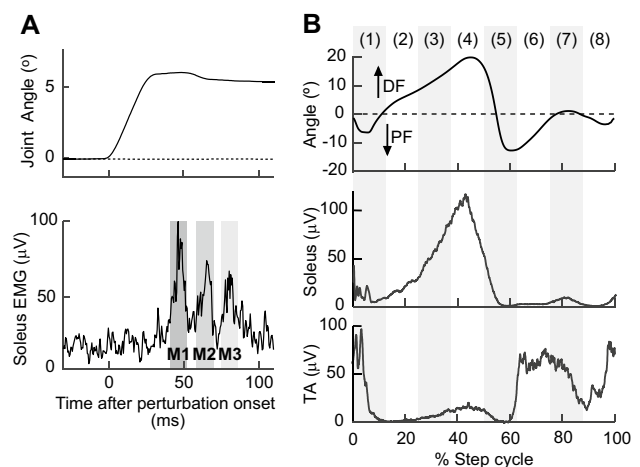 A
Joint Angle (º)
5
0
Soleus EMG (µV)
100
50
0
M1 M2 M3
0 50 100
Time after perturbation onset
(ms)
B
(1) (2) (3) (4) (5) (6) (7) (8)
Angle (º)
20
10
0
-10
-20
DF
PF
Soleus (µV)
100
50
0
TA (µV)
100
50
0
0 20 40 60 80 100
% Step cycle